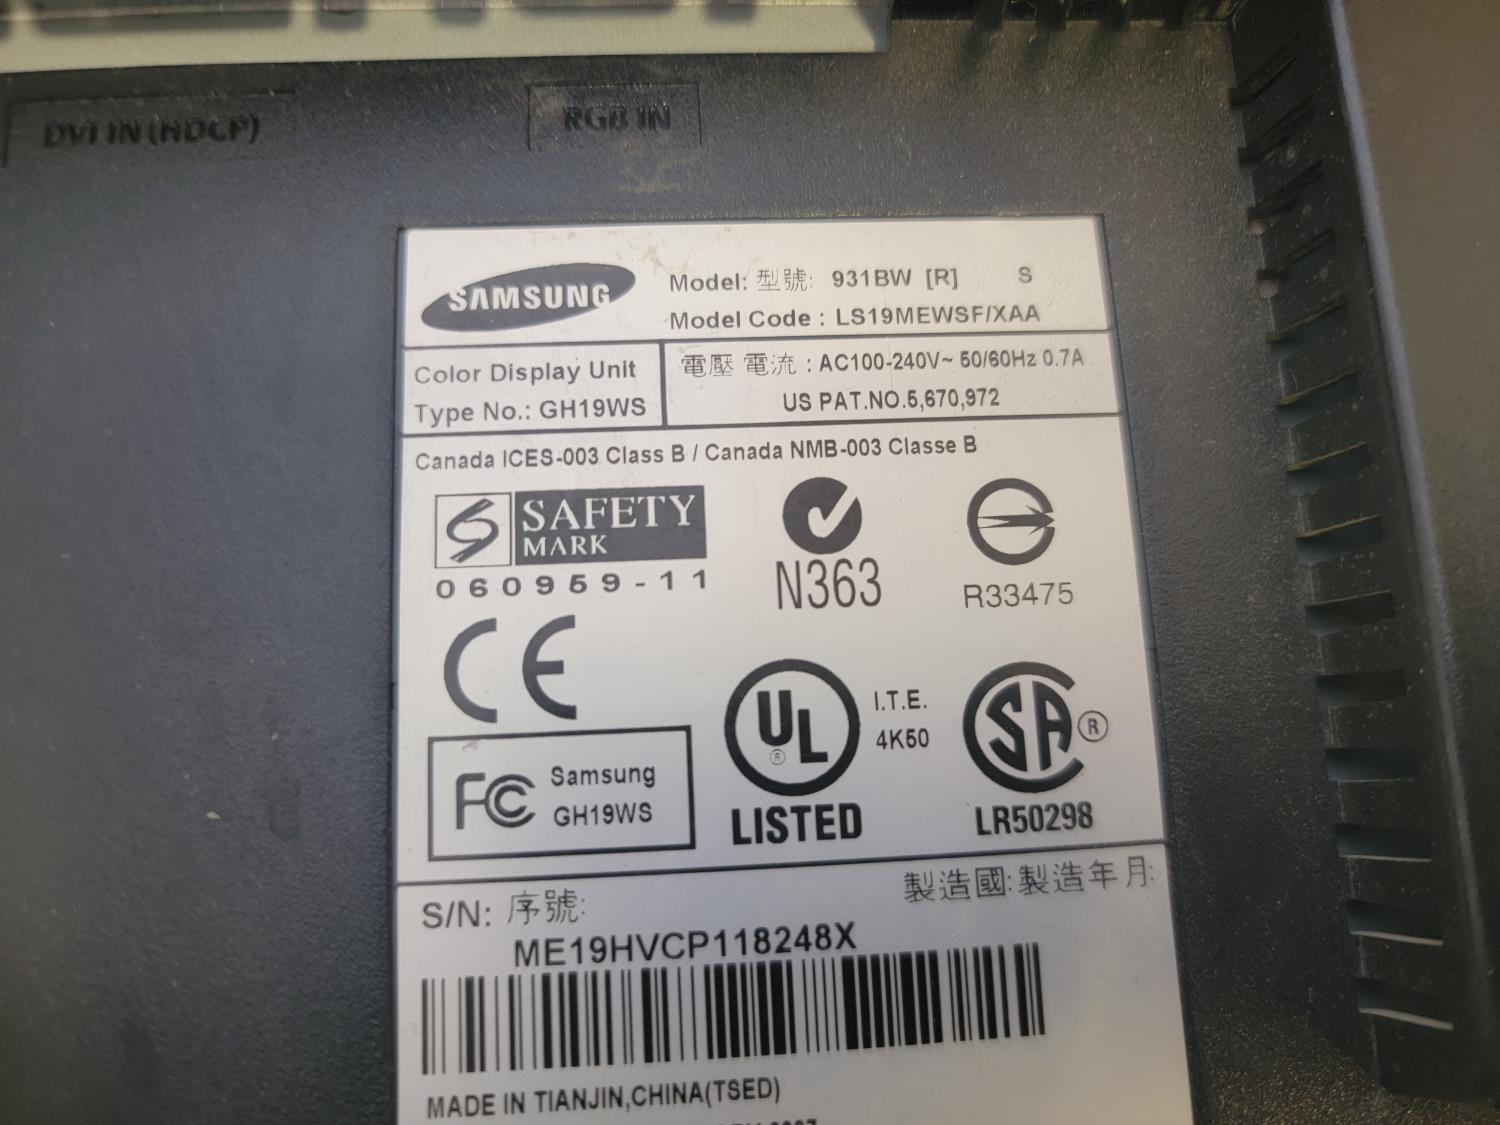 DVI IN (HDCP)
RGB IN
SAMSUNG
Model: 型號: 931BW [R] S
Model Code : LS19MEWSF/XAA
Color Display Unit
Type No.: GH19WS
電壓 電流 : AC100-240V~ 50/60Hz 0.7A
US PAT.NO.5,670,972
Canada ICES-003 Class B / Canada NMB-003 Classe B
S SAFETY
MARK
060959-11
N363
R33475
CE
FC Samsung
GH19WS
UL ®
LISTED
I.T.E.
4K50
SA ®
LR50298
S/N: 序號:
製造國:製造年月:
ME19HVCP118248X
MADE IN TIANJIN,CHINA(TSED)